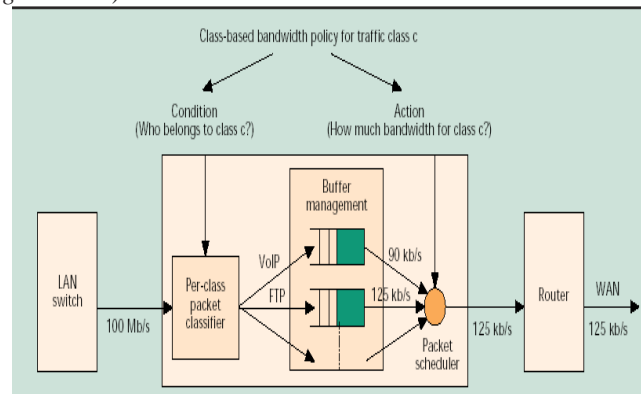 Class-based bandwidth policy for traffic class c
Condition
(Who belongs to class c?)
Action
(How much bandwidth for class c?)
Buffer
management
LAN
switch
100 Mb/s
Per-class
packet
classifier
VoIP
FTP
90 kb/s
125 kb/s
Packet
scheduler
125 kb/s
Router
WAN
125 kb/s